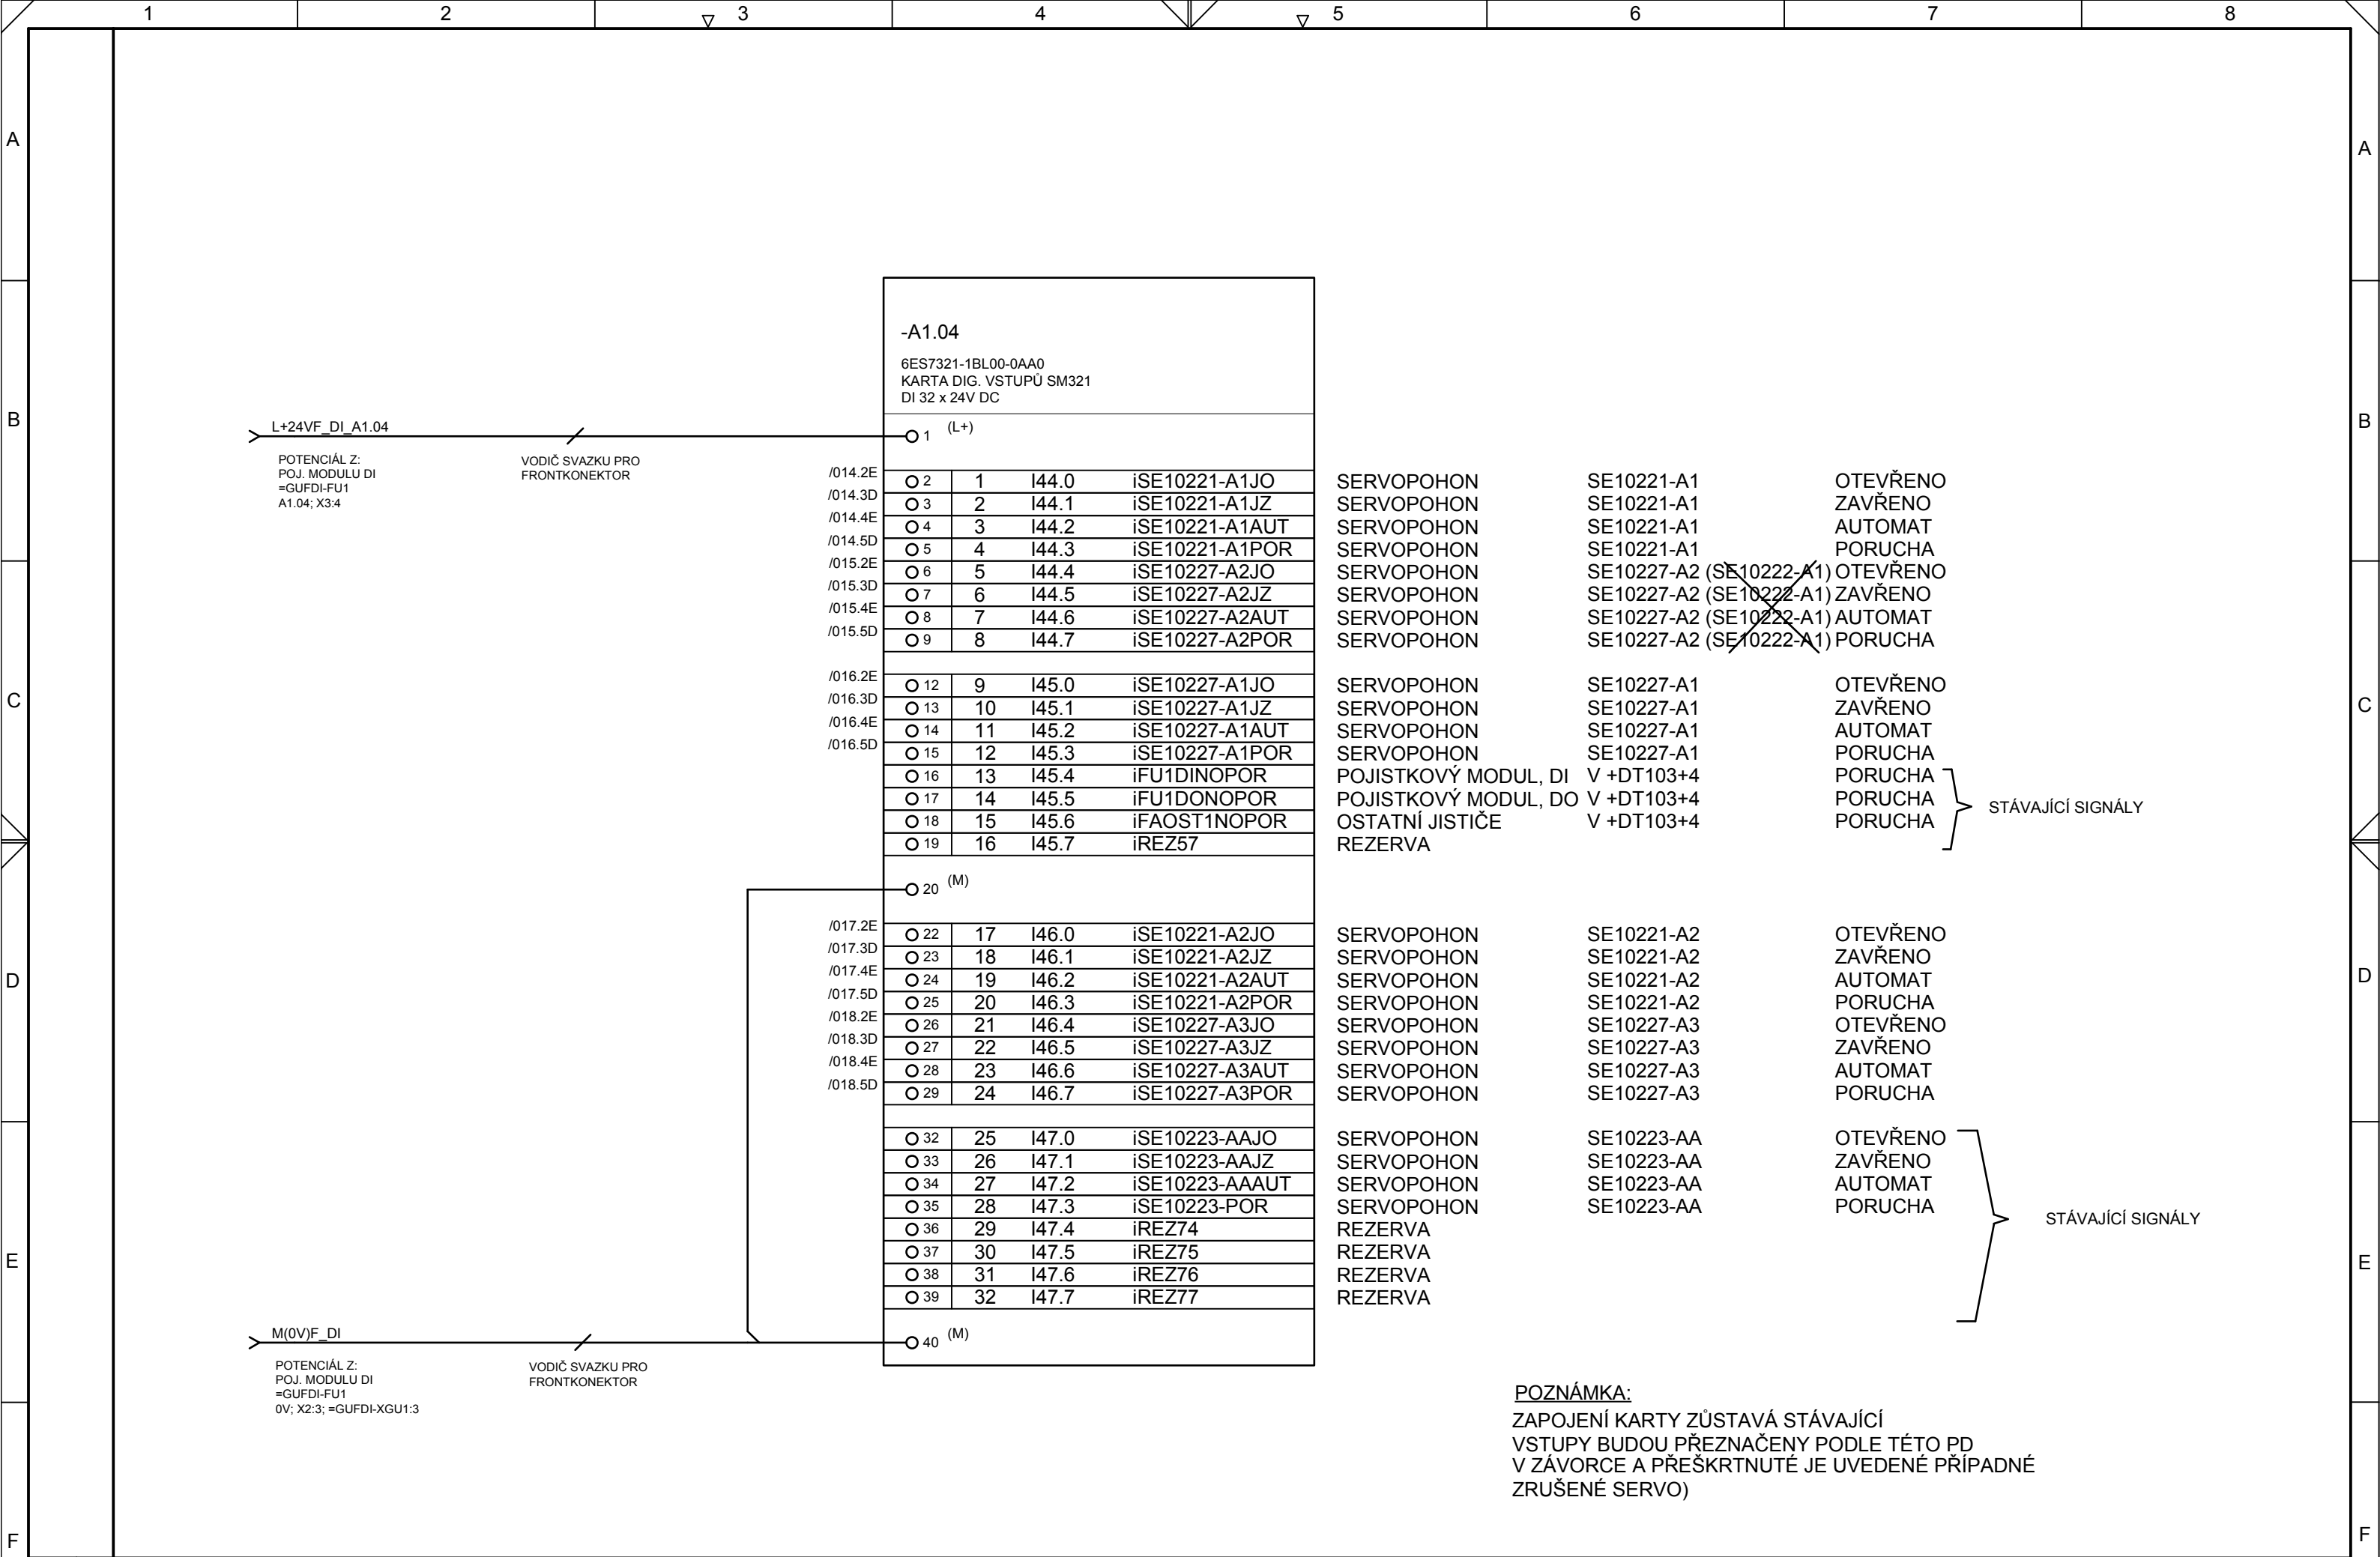 1 2 3 4 5 6 7 8
A A
-A1.04
6ES7321-1BL00-0AA0
KARTA DIG. VSTUPŮ SM321
DI 32 x 24V DC
B B
L+24VF_DI_A1.04 1 (L+)
POTENCIÁL Z:
POJ. MODULU DI
=GUFDI-FU1
A1.04; X3:4
VODIČ SVAZKU PRO
FRONTKONEKTOR
/014.2E 2 1 I44.0 iSE10221-A1JO SERVOPOHON SE10221-A1 OTEVŘENO
/014.3D 3 2 I44.1 iSE10221-A1JZ SERVOPOHON SE10221-A1 ZAVŘENO
/014.4E 4 3 I44.2 iSE10221-A1AUT SERVOPOHON SE10221-A1 AUTOMAT
/014.5D 5 4 I44.3 iSE10221-A1POR SERVOPOHON SE10221-A1 PORUCHA
/015.2E 6 5 I44.4 iSE10227-A2JO SERVOPOHON SE10227-A2 (SE10222-A1) OTEVŘENO
/015.3D 7 6 I44.5 iSE10227-A2JZ SERVOPOHON SE10227-A2 (SE10222-A1) ZAVŘENO
/015.4E 8 7 I44.6 iSE10227-A2AUT SERVOPOHON SE10227-A2 (SE10222-A1) AUTOMAT
/015.5D 9 8 I44.7 iSE10227-A2POR SERVOPOHON SE10227-A2 (SE10222-A1) PORUCHA
C C
/016.2E 12 9 I45.0 iSE10227-A1JO SERVOPOHON SE10227-A1 OTEVŘENO
/016.3D 13 10 I45.1 iSE10227-A1JZ SERVOPOHON SE10227-A1 ZAVŘENO
/016.4E 14 11 I45.2 iSE10227-A1AUT SERVOPOHON SE10227-A1 AUTOMAT
/016.5D 15 12 I45.3 iSE10227-A1POR SERVOPOHON SE10227-A1 PORUCHA
16 13 I45.4 iFU1DINOPOR POJISTKOVÝ MODUL, DI V +DT103+4 PORUCHA
17 14 I45.5 iFU1DONOPOR POJISTKOVÝ MODUL, DO V +DT103+4 PORUCHA
STÁVAJÍCÍ SIGNÁLY
18 15 I45.6 iFAOST1NOPOR OSTATNÍ JISTIČE V +DT103+4 PORUCHA
19 16 I45.7 iREZ57 REZERVA
20 (M)
/017.2E 22 17 I46.0 iSE10221-A2JO SERVOPOHON SE10221-A2 OTEVŘENO
/017.3D 23 18 I46.1 iSE10221-A2JZ SERVOPOHON SE10221-A2 ZAVŘENO
D D
/017.4E 24 19 I46.2 iSE10221-A2AUT SERVOPOHON SE10221-A2 AUTOMAT
/017.5D 25 20 I46.3 iSE10221-A2POR SERVOPOHON SE10221-A2 PORUCHA
/018.2E 26 21 I46.4 iSE10227-A3JO SERVOPOHON SE10227-A3 OTEVŘENO
/018.3D 27 22 I46.5 iSE10227-A3JZ SERVOPOHON SE10227-A3 ZAVŘENO
/018.4E 28 23 I46.6 iSE10227-A3AUT SERVOPOHON SE10227-A3 AUTOMAT
/018.5D 29 24 I46.7 iSE10227-A3POR SERVOPOHON SE10227-A3 PORUCHA
32 25 I47.0 iSE10223-AAJO SERVOPOHON SE10223-AA OTEVŘENO
33 26 I47.1 iSE10223-AAJZ SERVOPOHON SE10223-AA ZAVŘENO
34 27 I47.2 iSE10223-AAAUT SERVOPOHON SE10223-AA AUTOMAT
35 28 I47.3 iSE10223-POR SERVOPOHON SE10223-AA PORUCHA
STÁVAJÍCÍ SIGNÁLY
36 29 I47.4 iREZ74 REZERVA
37 30 I47.5 iREZ75 REZERVA
E E
38 31 I47.6 iREZ76 REZERVA
39 32 I47.7 iREZ77 REZERVA
M(0V)F_DI 40 (M)
POTENCIÁL Z:
POJ. MODULU DI
=GUFDI-FU1
0V; X2:3; =GUFDI-XGU1:3
VODIČ SVAZKU PRO
FRONTKONEKTOR
POZNÁMKA:
ZAPOJENÍ KARTY ZŮSTAVÁ STÁVAJÍCÍ
VSTUPY BUDOU PŘEZNAČENY PODLE TÉTO PD
V ZÁVORCE A PŘEŠKRTNUTÉ JE UVEDENÉ PŘÍPADNÉ
ZRUŠENÉ SERVO)
F F